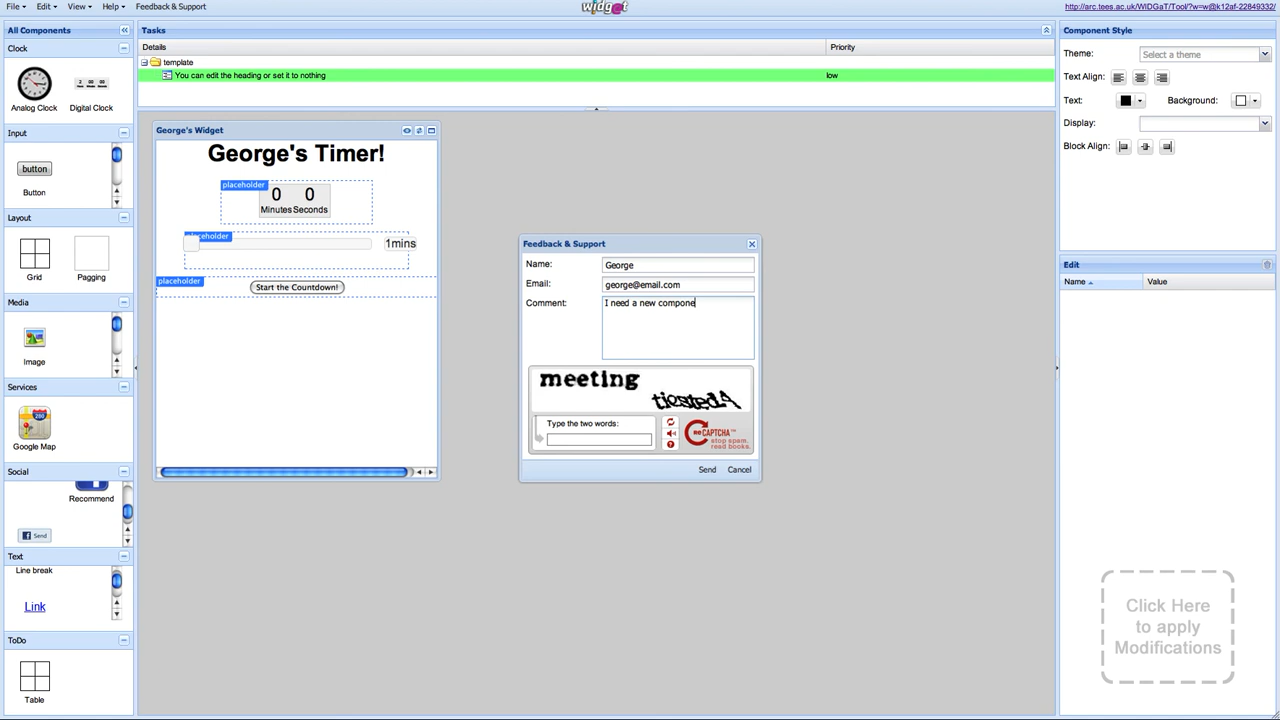 File
Edit
View
Help
Feedback & Support
widget
http://arc.tees.ac.uk/WIDGaT/Tool/?w=w@k12af-22849332/
All Components
Clock
Analog Clock
Digital Clock
Input
button
Button
Layout
Grid
Pagging
Media
Image
Services
Google Map
Social
Recommend
Send
Text
Line break
Link
ToDo
Table
Tasks
Details
Priority
template
You can edit the heading or set it to nothing
low
George's Widget
George's Timer!
placeholder
0 0
Minutes Seconds
placeholder
1mins
placeholder
Start the Countdown!
Feedback & Support
Name:
George
Email:
george@email.com
Comment:
I need a new compone
meeting
Type the two words:
reCAPTCHA™
stop spam.
read books.
Send
Cancel
Component Style
Theme:
Select a theme
Text Align:
Text:
Background:
Display:
Block Align:
Edit
Name
Value
Click Here
to apply
Modifications